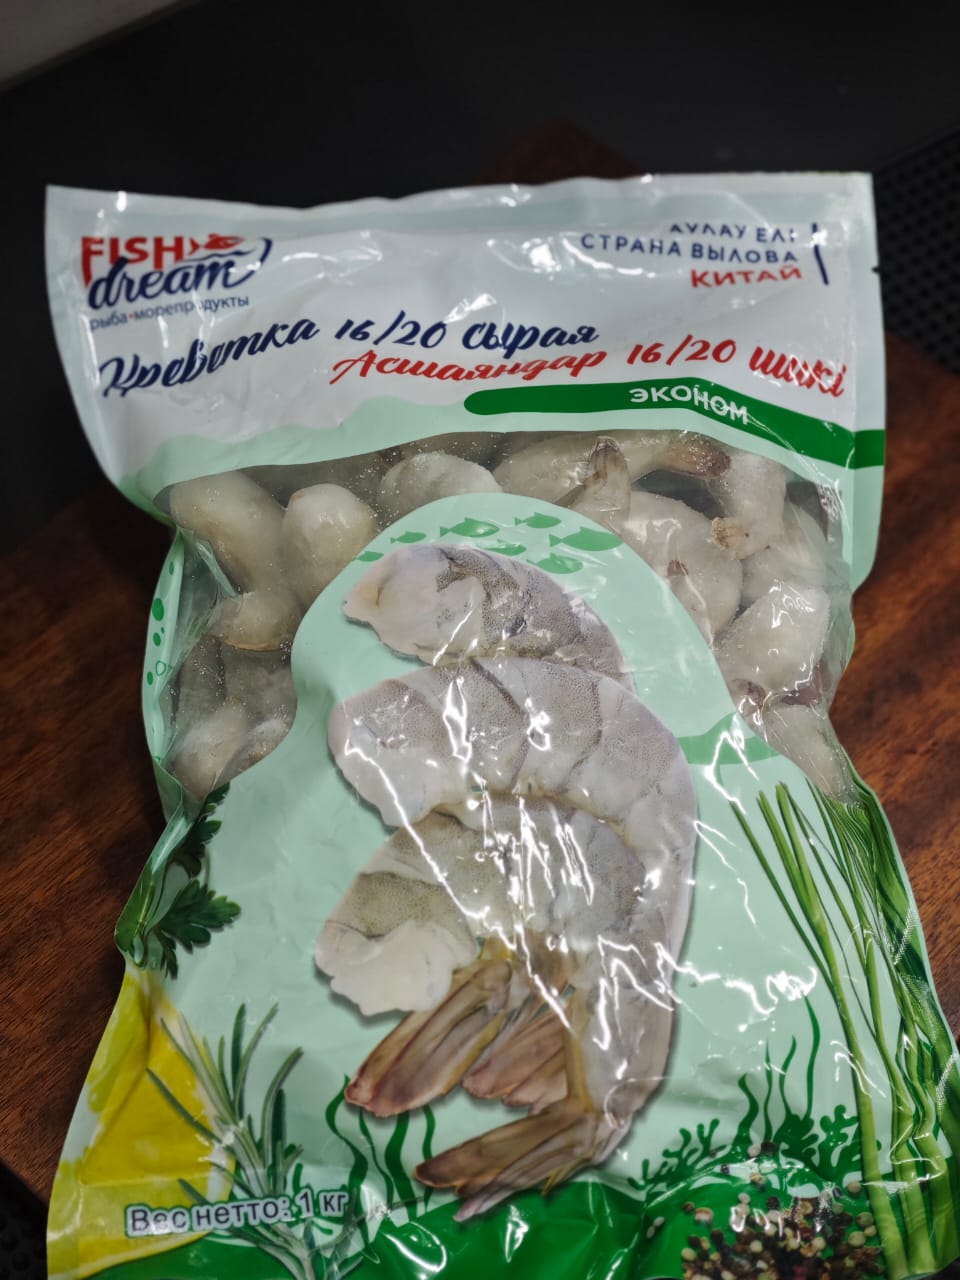 FISH
dream
рыба•морепродукты
АУЛАУ ЕЛІ
СТРАНА ВЫЛОВА
КИТАЙ
Креветка 16/20 сырая
Асшаяндар 16/20 шикі
ЭКОНОМ
Вес нетто: 1 кг